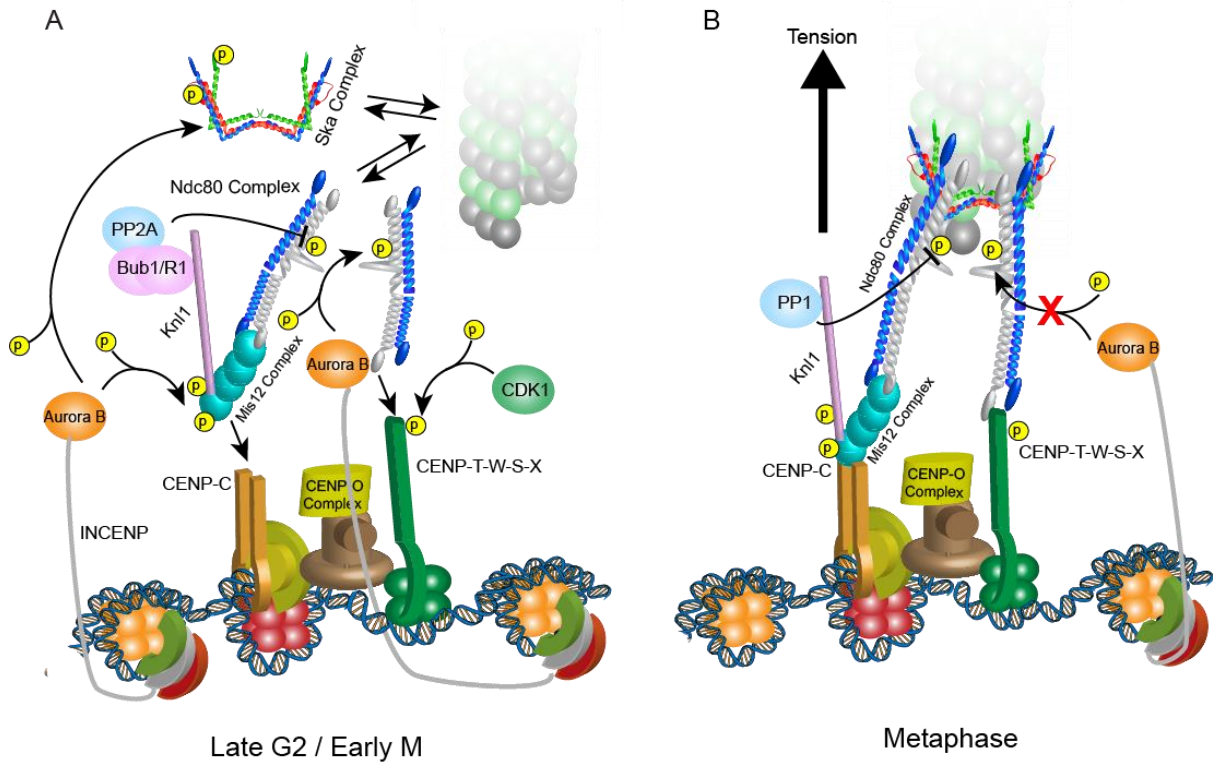 A
p
p
Ska Complex
Ndc80 Complex
PP2A
Bub1/R1
p
p
Knl1
p
p
p
Aurora B
p
p
Mis12 Complex
Aurora B
p
CDK1
p
CENP-C
CENP-O
Complex
CENP-T-W-S-X
INCENP
Late G2 / Early M
B
Tension
Ndc80 Complex
p
p
PP1
Knl1
p
X
Aurora B
p
p
Mis12 Complex
p
CENP-C
CENP-O
Complex
CENP-T-W-S-X
Metaphase